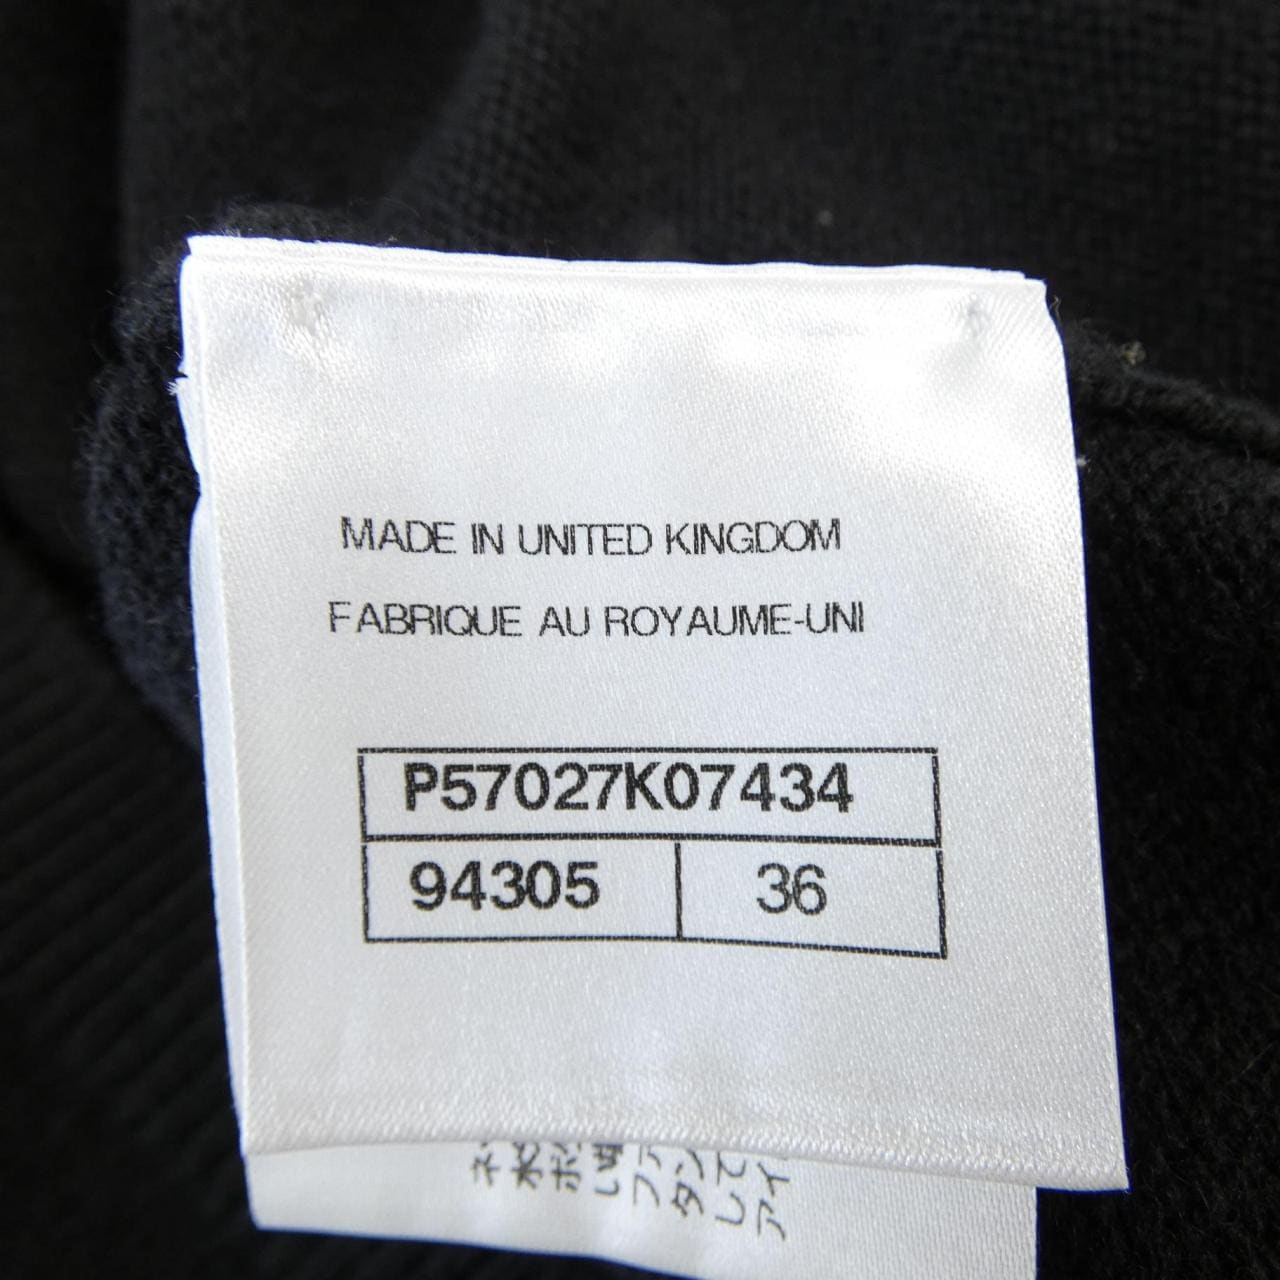 MADE IN UNITED KINGDOM
FABRIQUE AU ROYAUME-UNI
P57027K07434
94305 36